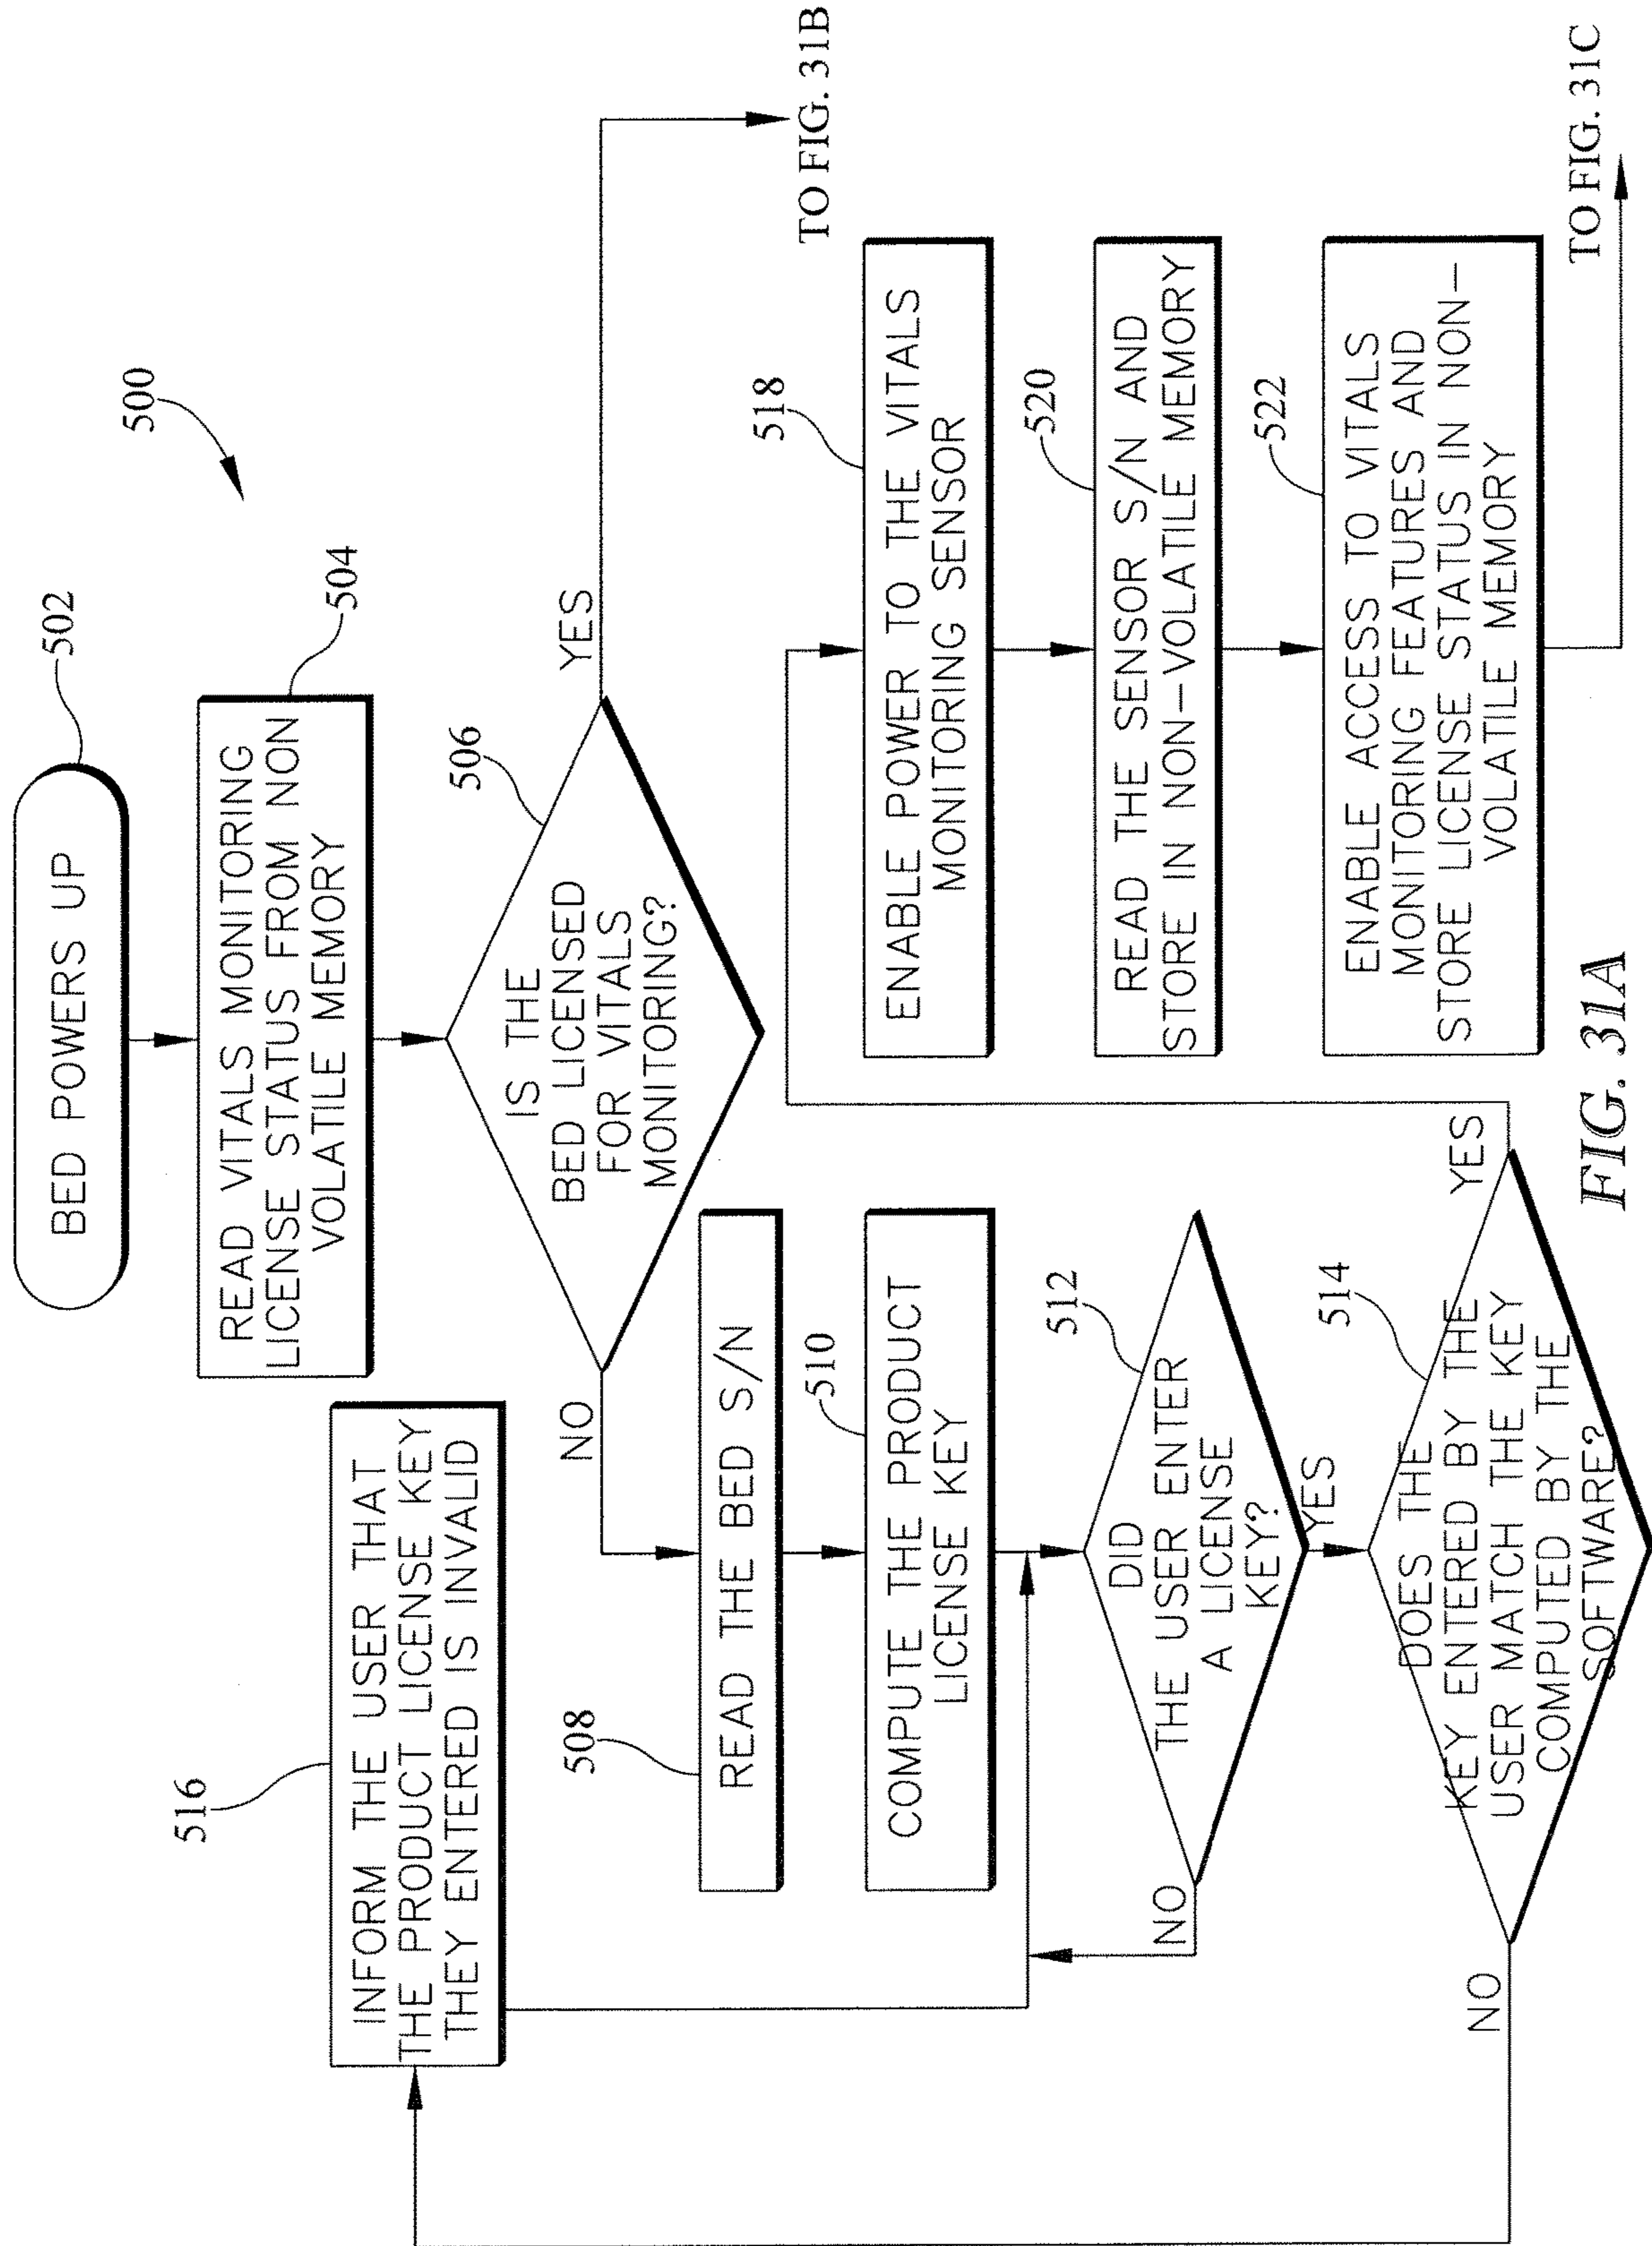 500
BED POWERS UP
502
READ VITALS MONITORING
LICENSE STATUS FROM NON
VOLATILE MEMORY
504
516
INFORM THE USER THAT
THE PRODUCT LICENSE KEY
THEY ENTERED IS INVALID
506
IS THE
BED LICENSED
FOR VITALS
MONITORING?
NO
YES
TO FIG. 31B
508
READ THE BED S/N
510
COMPUTE THE PRODUCT
LICENSE KEY
512
DID
THE USER ENTER
A LICENSE
KEY?
NO
YES
514
DOES THE
KEY ENTERED BY THE
USER MATCH THE KEY
COMPUTED BY THE
SOFTWARE?
NO
YES
518
ENABLE POWER TO THE VITALS
MONITORING SENSOR
520
READ THE SENSOR S/N AND
STORE IN NON-VOLATILE MEMORY
522
ENABLE ACCESS TO VITALS
MONITORING FEATURES AND
STORE LICENSE STATUS IN NON-
VOLATILE MEMORY
TO FIG. 31C
FIG. 31A